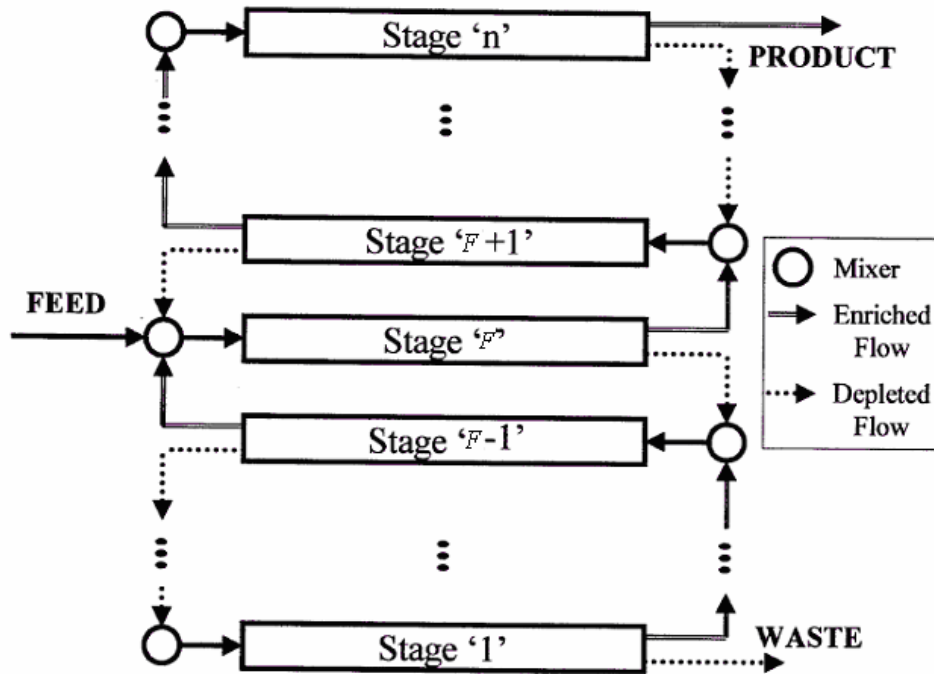 Stage ‘n’
PRODUCT
Stage ‘F+1’
FEED
Stage ‘F’’
Stage ‘F-1’
Stage ‘1’
WASTE
Mixer
Enriched
Flow
Depleted
Flow